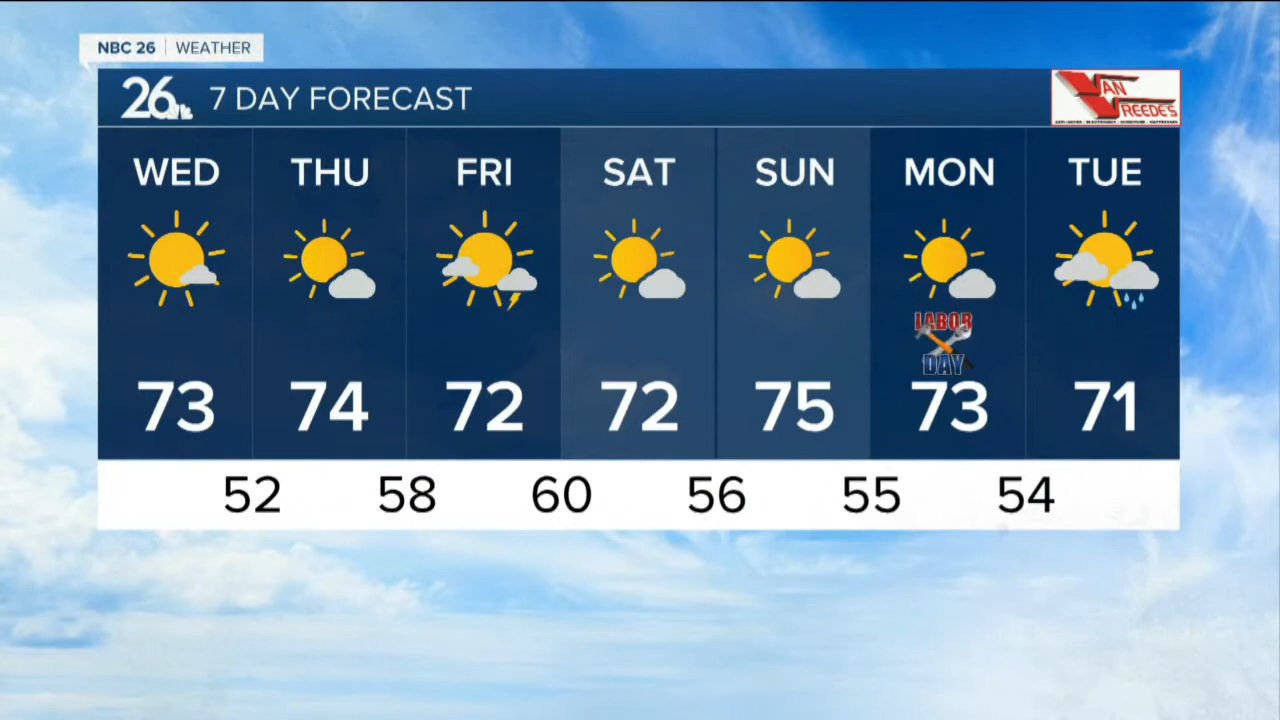 NBC 26 | WEATHER
26 7 DAY FORECAST
VAN
VREEDE'S
WED THU FRI SAT SUN MON TUE
LABOR
DAY
73 74 72 72 75 73 71
52 58 60 56 55 54